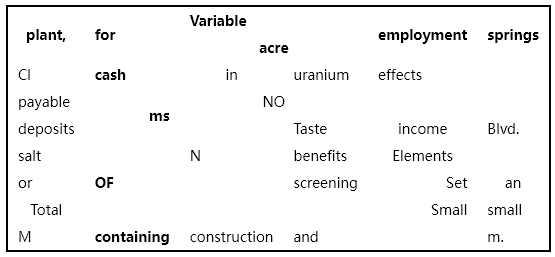 plant, for Variable acre employment springs
Cl cash in uranium effects
payable ms NO
deposits Taste income Blvd.
salt N benefits Elements
or OF screening Set an
Total Small small
M containing construction and m.